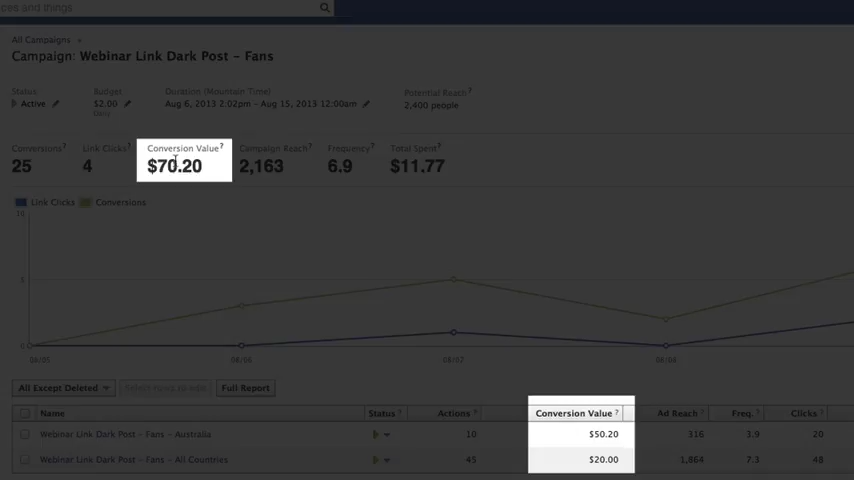 pes and things
All Campaigns ›
Campaign: Webinar Link Dark Post – Fans
Status: Budget Duration (Mountain Time) Potential Reach?
Active $2.00 Aug 6, 2013 2:02pm – Aug 15, 2013 12:00am 2,400 people
Daily
Conversions? Link Clicks? Conversion Value? Campaign Reach? Frequency? Total Spent?
25 4 $70.20 2,163 6.9 $11.77
Link Clicks Conversions
10
5
0
08/06 08/07
All Except Deleted Full Report
Name Status ? Actions ? Conversion Value ? Ad Reach ? Freq. ? Clicks ?
Webinar Link Dark Post – Fans – Australia 10 $50.20 316 3.9 20
Webinar Link Dark Post – Fans – All Countries 45 $20.00 1,864 7.3 48